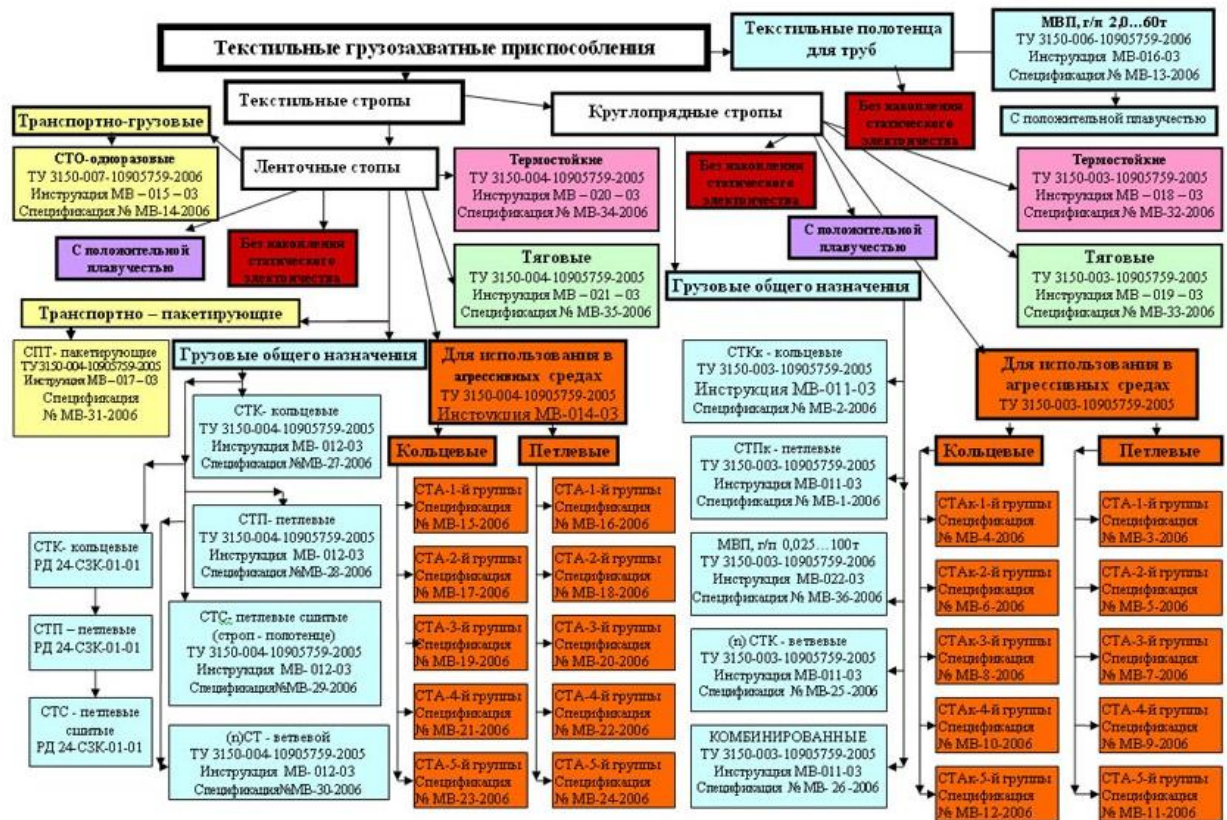 Текстильные грузозахватные приспособления
Текстильные полотенца
для труб
МВП, г/п 2,0...60т
ТУ 3150-006-10905759-2006
Инструкция МВ-016-03
Спецификация № МВ-13-2006
С положительной плавучестью
Без накопления
статического
электричества
Текстильные стропы
Круглопрядные стропы
Транспортно-грузовые
СТО-одноразовые
ТУ 3150-007-10905759-2006
Инструкция МВ – 015 – 03
Спецификация № МВ-14-2006
Ленточные стопы
Термостойкие
ТУ 3150-004-10905759-2005
Инструкция МВ – 020 – 03
Спецификация № МВ-34-2006
Без накопления
статического
электричества
Термостойкие
ТУ 3150-003-10905759-2005
Инструкция МВ – 018 – 03
Спецификация № МВ-32-2006
С положительной
плавучестью
Без накопления
статического
электричества
С положительной
плавучестью
Тяговые
ТУ 3150-004-10905759-2005
Инструкция МВ – 021 – 03
Спецификация № МВ-35-2006
Грузовые общего назначения
Тяговые
ТУ 3150-003-10905759-2005
Инструкция МВ – 019 – 03
Спецификация № МВ-33-2006
Транспортно – пакетирующие
СПТ- пакетирующие
ТУ3150-004-10905759-2005
Инструкция МВ – 017 – 03
Спецификация
№ МВ-31-2006
Грузовые общего назначения
Для использования в
агрессивных средах
ТУ 3150-004-10905759-2005
Инструкция МВ-014-03
СТКк - кольцевые
ТУ 3150-003-10905759-2005
Инструкция МВ-011-03
Спецификация № МВ-2-2006
Для использования в
агрессивных средах
ТУ 3150-003-10905759-2005
СТК- кольцевые
ТУ 3150-004-10905759-2005
Инструкция МВ- 012-03
Спецификация №МВ-27-2006
СТП- петлевые
ТУ 3150-004-10905759-2005
Инструкция МВ- 012-03
Спецификация №МВ-28-2006
СТС, петлевые сшитые
(строп - полотенце)
ТУ 3150-004-10905759-2005
Инструкция МВ- 012-03
Спецификация№МВ-29-2006
(n)СТ - ветвевой
ТУ 3150-004-10905759-2005
Инструкция МВ- 012-03
Спецификация№МВ-30-2006
СТК- кольцевые
РД 24-СЗК-01-01
СТП – петлевые
РД 24-СЗК-01-01
СТС - петлевые
сшитые
РД 24-СЗК-01-01
Кольцевые
СТА-1-й группы
Спецификация
№ МВ-15-2006
СТА-2-й группы
Спецификация
№ МВ-17-2006
СТА-3-й группы
Спецификация
№ МВ-19-2006
СТА-4-й группы
Спецификация
№ МВ-21-2006
СТА-5-й группы
Спецификация
№ МВ-23-2006
Петлевые
СТА-1-й группы
Спецификация
№ МВ-16-2006
СТА-2-й группы
Спецификация
№ МВ-18-2006
СТА-3-й группы
Спецификация
№ МВ-20-2006
СТА-4-й группы
Спецификация
№ МВ-22-2006
СТА-5-й группы
Спецификация
№ МВ-24-2006
СТПк - петлевые
ТУ 3150-003-10905759-2005
Инструкция МВ-011-03
Спецификация № МВ-1-2006
МВП, г/п 0,025...100т
ТУ 3150-003-10905759-2006
Инструкция МВ-022-03
Спецификация № МВ-36-2006
(n) СТК - ветвевые
ТУ 3150-003-10905759-2005
Инструкция МВ-011-03
Спецификация № МВ-25 -2006
КОМБИНИРОВАННЫЕ
ТУ 3150-003-10905759-2005
Инструкция МВ-011-03
Спецификация № МВ- 26 -2006
Кольцевые
СТАк-1-й группы
Спецификация
№ МВ-4-2006
СТАк-2-й группы
Спецификация
№ МВ-6-2006
СТАк-3-й группы
Спецификация
№ МВ-8-2006
СТАк-4-й группы
Спецификация
№ МВ-10-2006
СТАк-5-й группы
Спецификация
№ МВ-12-2006
Петлевые
СТА-1-й группы
Спецификация
№ МВ-3-2006
СТА-2-й группы
Спецификация
№ МВ-5-2006
СТА-3-й группы
Спецификация
№ МВ-7-2006
СТА-4-й группы
Спецификация
№ МВ-9-2006
СТА-5-й группы
Спецификация
№ МВ-11-2006